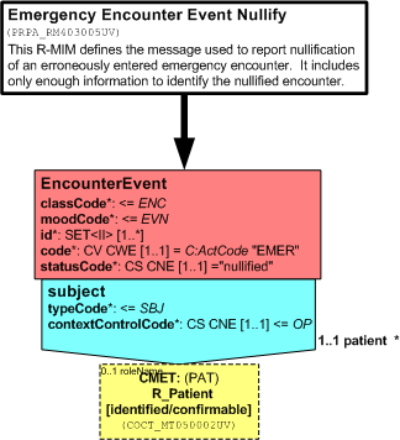 Emergency Encounter Event Nullify
(PRPA_RM403005UV)
This R-MIM defines the message used to report nullification
of an erroneously entered emergency encounter. It includes
only enough information to identify the nullified encounter.
EncounterEvent
classCode*: <= ENC
moodCode*: <= EVN
id*: SET<II> [1..*]
code*: CV CWE [1..1] = C:ActCode "EMER"
statusCode*: CS CNE [1..1] ="nullified"
subject
typeCode*: <= SBJ
contextControlCode*: CS CNE [1..1] <= OP
1..1 patient *
0..1 roleName
CMET: (PAT)
R_Patient
[identified/confirmable]
(COCT_MT050002UV)